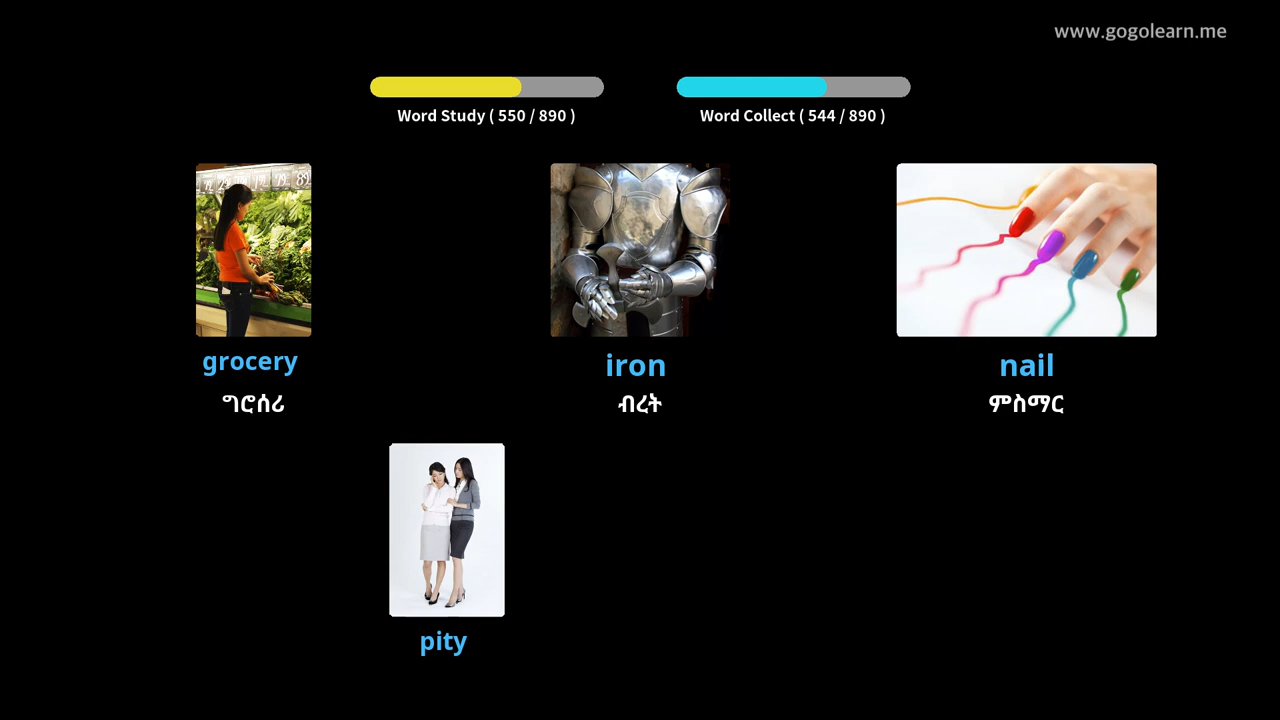 www.gogolearn.me
Word Study ( 550 / 890 )
Word Collect ( 544 / 890 )
grocery
ግሮሰሪ
iron
ብረት
nail
ምስማር
pity